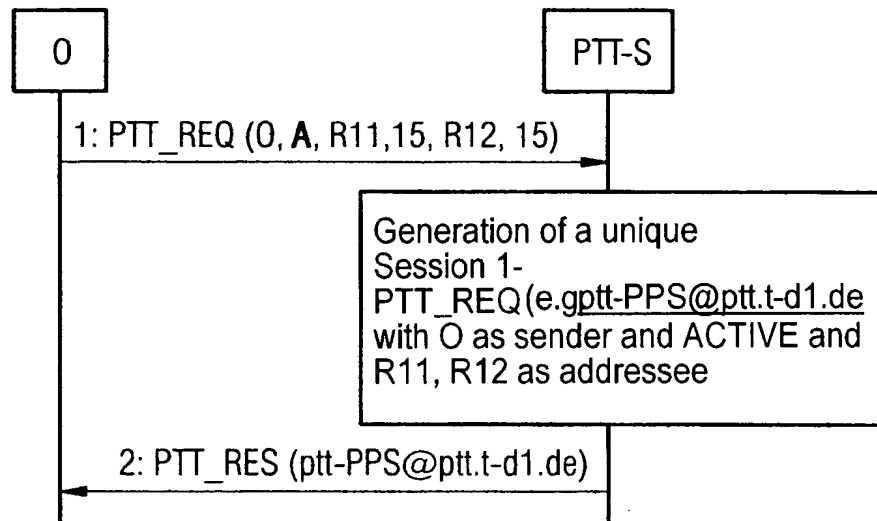 O
PTT-S
1: PTT_REQ (O, A, R11,15, R12, 15)
Generation of a unique
Session 1-
PTT_REQ(e.gptt-PPS@ptt.t-d1.de
with O as sender and ACTIVE and
R11, R12 as addressee
2: PTT_RES (ptt-PPS@ptt.t-d1.de)